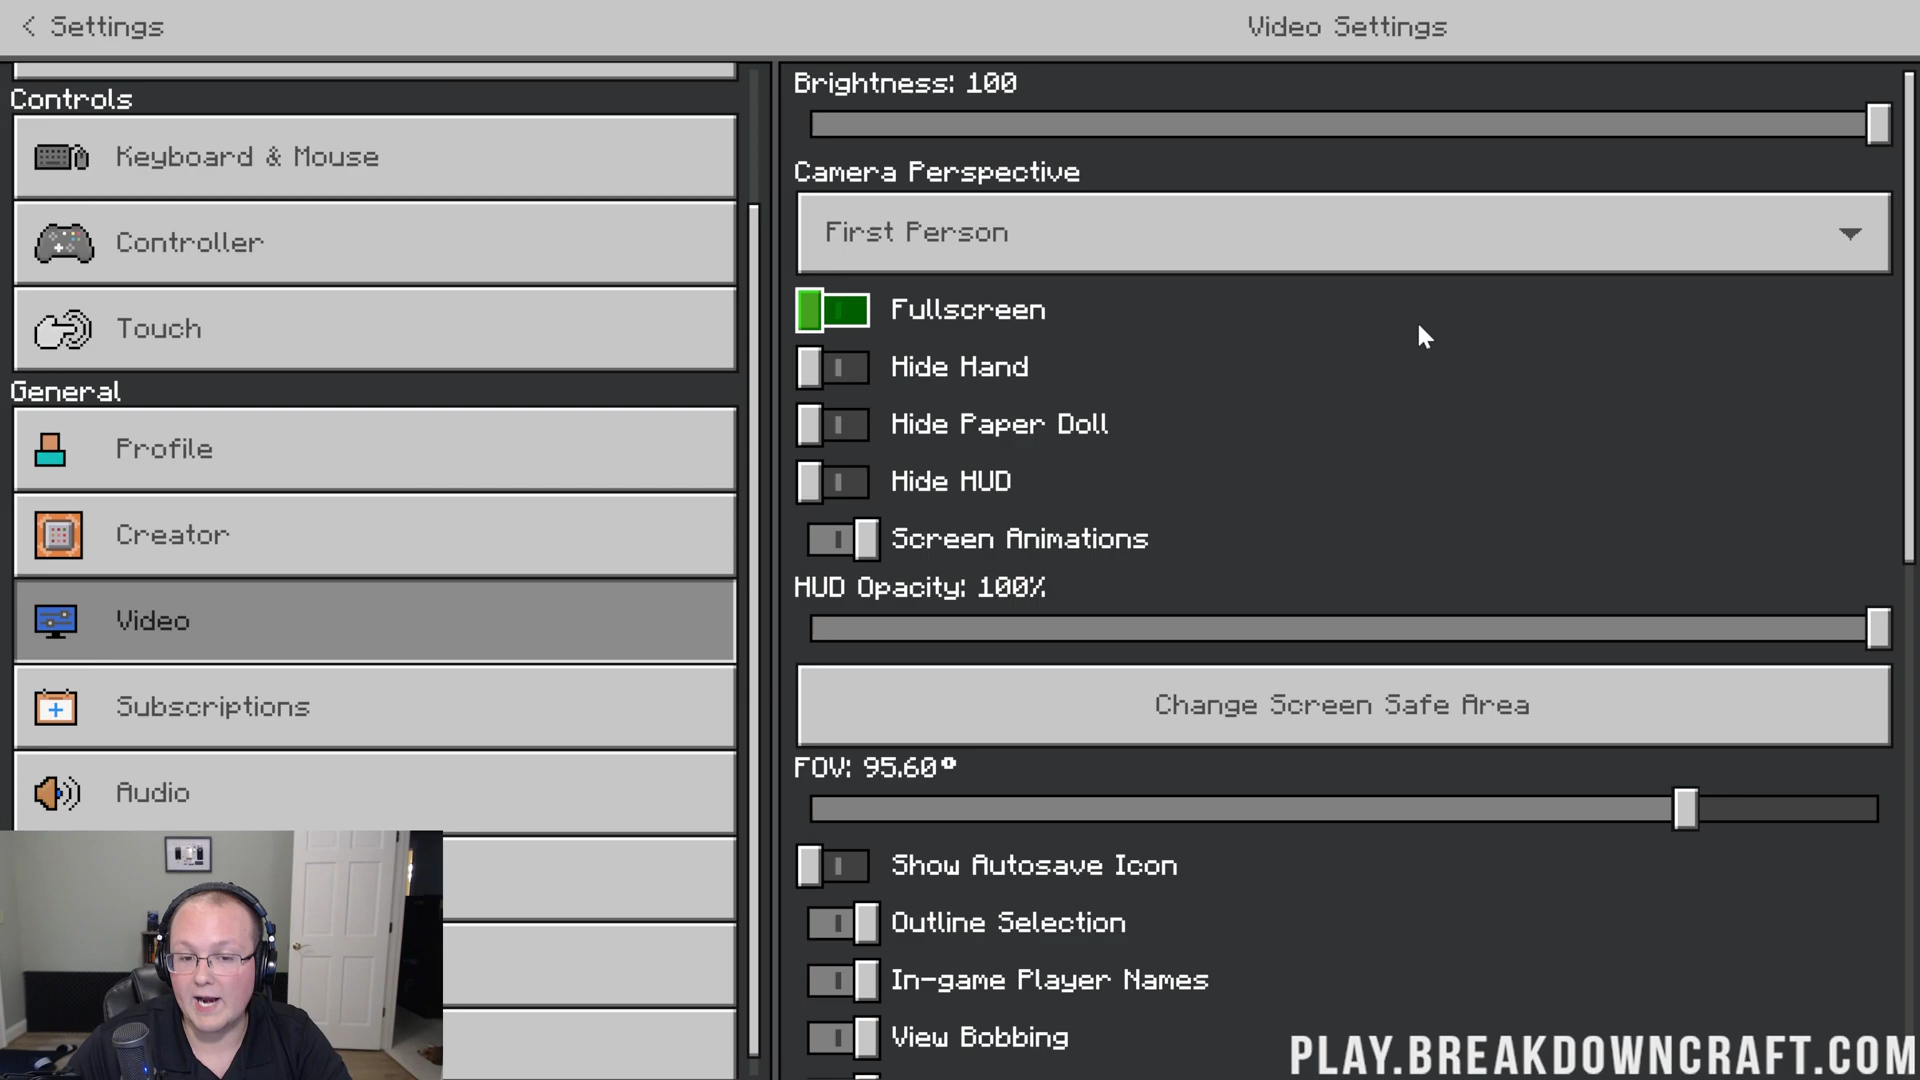 Settings
Video Settings
Controls
Keyboard & Mouse
Controller
Touch
General
Profile
Creator
Video
Subscriptions
Audio
Brightness: 100
Camera Perspective
First Person
Fullscreen
Hide Hand
Hide Paper Doll
Hide HUD
Screen Animations
HUD Opacity: 100%
Change Screen Safe Area
FOV: 95.60°
Show Autosave Icon
Outline Selection
In-game Player Names
View Bobbing
PLAY.BREAKDOWNCRAFT.COM